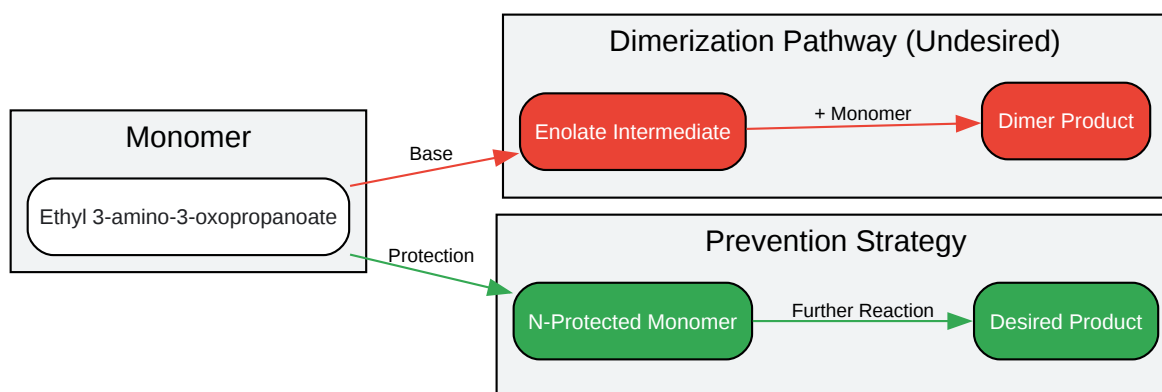 Monomer
Ethyl 3-amino-3-oxopropanoate
Base
Protection
Dimerization Pathway (Undesired)
Enolate Intermediate
+ Monomer
Dimer Product
Prevention Strategy
N-Protected Monomer
Further Reaction
Desired Product